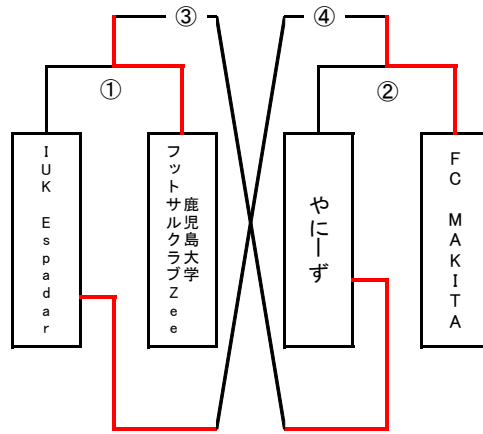 ③
④
①
②
IUK Espadar
鹿児島大学
フットサルクラブZee
やにーず
FC MAKITA